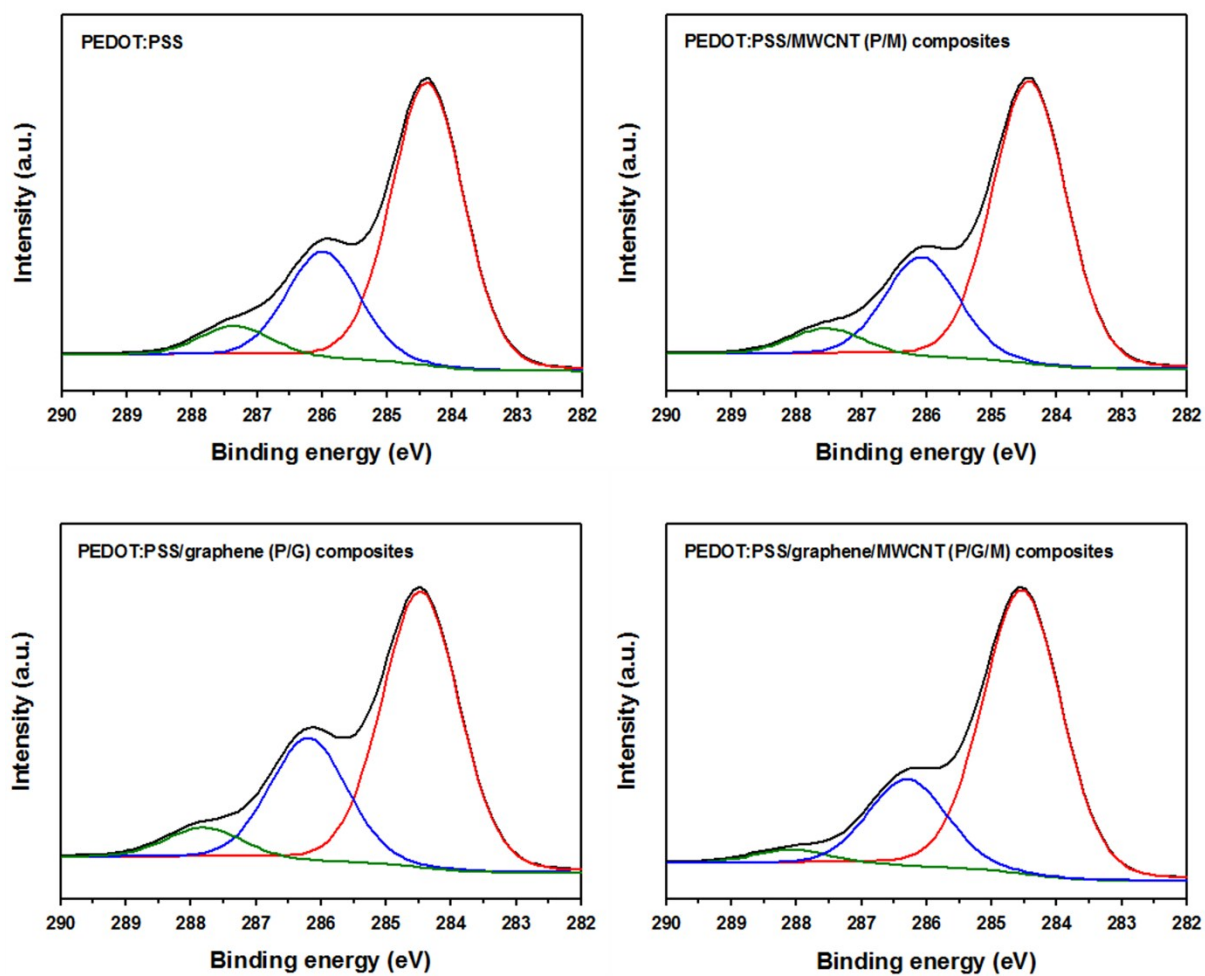 PEDOT:PSS
Intensity (a.u.)
290 289 288 287 286 285 284 283 282
Binding energy (eV)
PEDOT:PSS/MWCNT (P/M) composites
Intensity (a.u.)
290 289 288 287 286 285 284 283 282
Binding energy (eV)
PEDOT:PSS/graphene (P/G) composites
Intensity (a.u.)
290 289 288 287 286 285 284 283 282
Binding energy (eV)
PEDOT:PSS/graphene/MWCNT (P/G/M) composites
Intensity (a.u.)
290 289 288 287 286 285 284 283 282
Binding energy (eV)